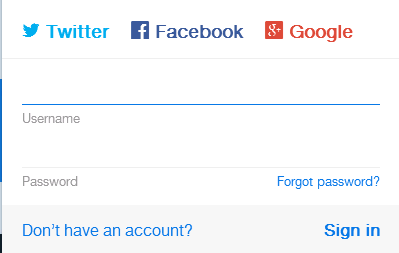 Twitter Facebook Google
Username
Password Forgot password?
Don't have an account? Sign in